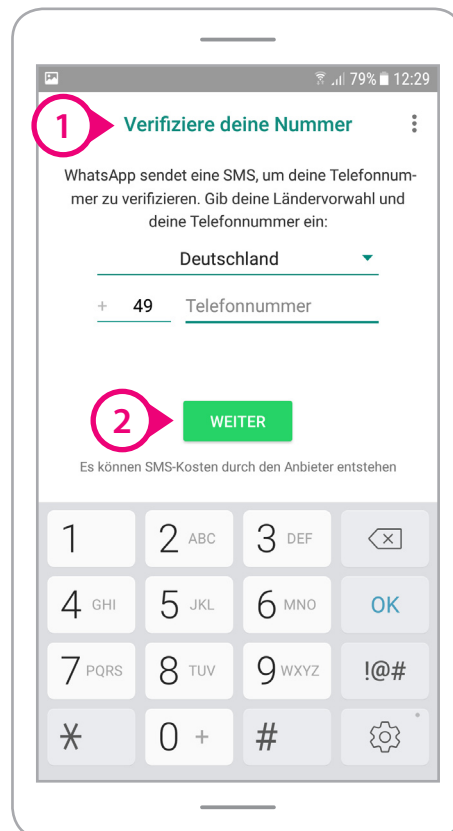 79% 12:29
1 Verifiziere deine Nummer
WhatsApp sendet eine SMS, um deine Telefonnum-
mer zu verifizieren. Gib deine Ländervorwahl und
deine Telefonnummer ein:
Deutschland
+ 49 Telefonnummer
2 WEITER
Es können SMS-Kosten durch den Anbieter entstehen
1 2 ABC 3 DEF
4 GHI 5 JKL 6 MNO OK
7 PQRS 8 TUV 9 WXYZ !@#
* 0 + #